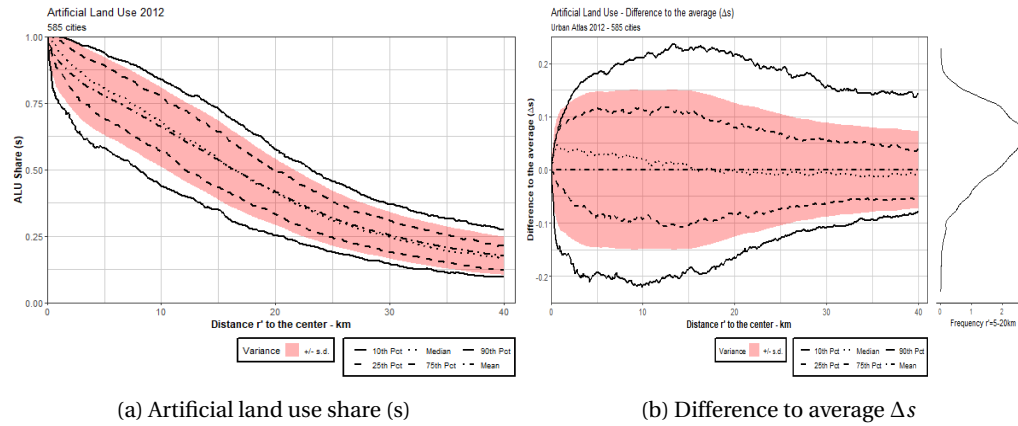 Artificial Land Use 2012
585 cities
1.00
0.75
0.50
0.25
0.00
ALU Share (s)
0 10 20 30 40
Distance r' to the center - km
Variance +/- s.d.
10th Pct Median 90th Pct
25th Pct 75th Pct Mean
(a) Artificial land use share (s)
Artificial Land Use - Difference to the average (Δs)
Urban Atlas 2012 - 585 cities
0.2
0.1
0.0
-0.1
-0.2
Difference to the average (Δs)
0 10 20 30 40
Distance r' to the center - km
Variance +/- s.d.
10th Pct Median 90th Pct
25th Pct 75th Pct Mean
0 1 2
Frequency r'=5-20km
(b) Difference to average Δs